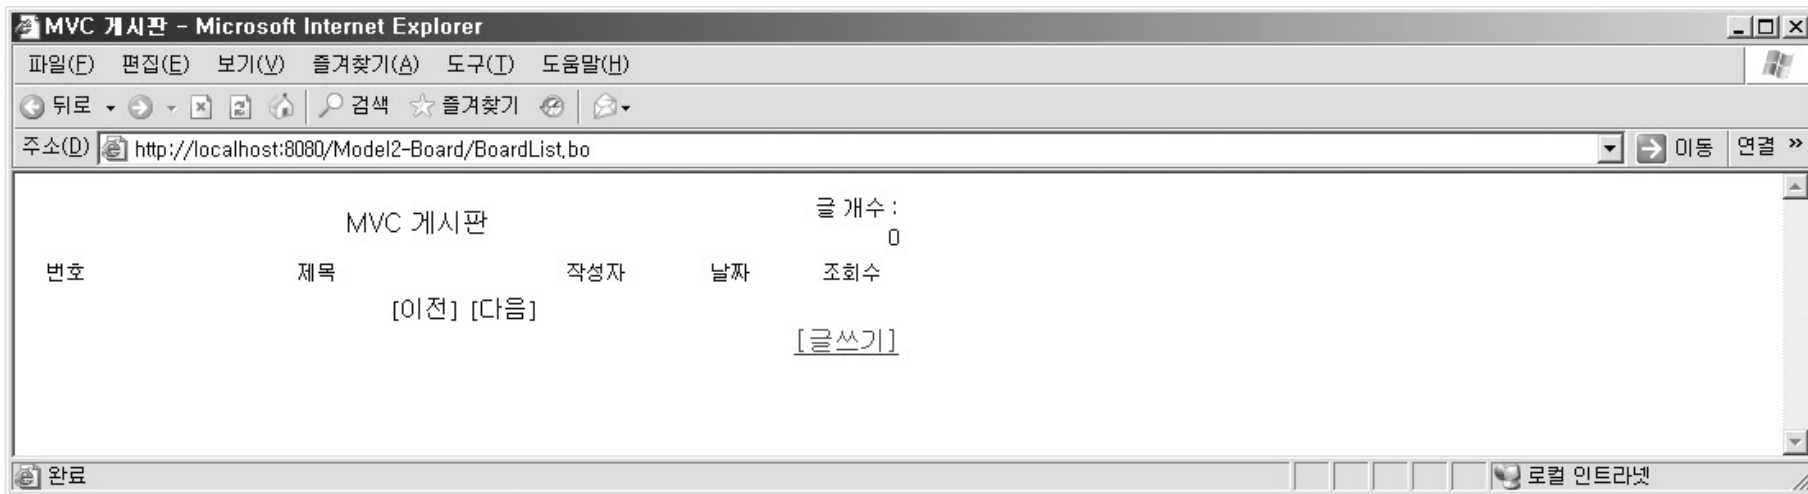 MVC 게시판 - Microsoft Internet Explorer
파일(F) 편집(E) 보기(V) 즐겨찾기(A) 도구(T) 도움말(H)
뒤로 검색 즐겨찾기
주소(D) http://localhost:8080/Model2-Board/BoardList.bo 이동 연결 »
MVC 게시판 글 개수 :
0
번호 제목 작성자 날짜 조회수
[이전] [다음]
[글쓰기]
완료 로컬 인트라넷